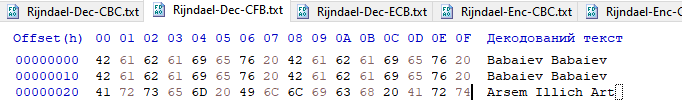 Rijndael-Dec-CBC.txt Rijndael-Dec-CFB.txt Rijndael-Dec-ECB.txt Rijndael-Enc-CBC.txt Rijndael-Enc-C
Offset(h) 00 01 02 03 04 05 06 07 08 09 0A 0B 0C 0D 0E 0F Декодований текст
00000000 42 61 62 61 69 65 76 20 42 61 62 61 69 65 76 20 Babaiev Babaiev
00000010 42 61 62 61 69 65 76 20 42 61 62 61 69 65 76 20 Babaiev Babaiev
00000020 41 72 73 65 6D 20 49 6C 6C 69 63 68 20 41 72 74 Arsem Illich Art